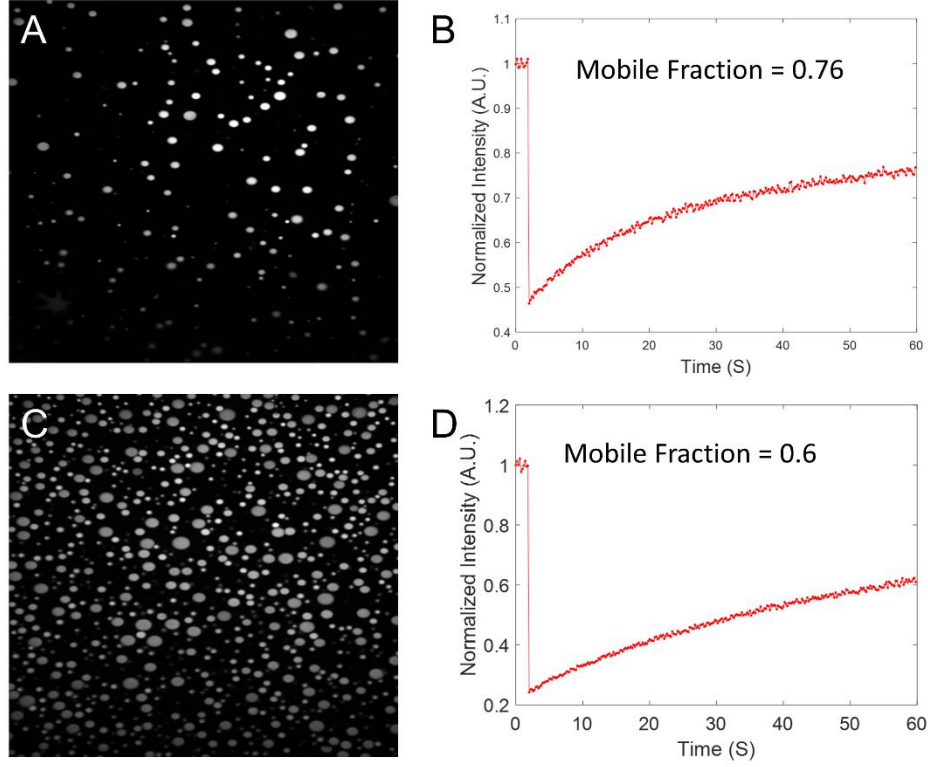 A
B
Mobile Fraction = 0.76
Normalized Intensity (A.U.)
1.1
1
0.9
0.8
0.7
0.6
0.5
0.4
0 10 20 30 40 50 60
Time (S)
C
D
Mobile Fraction = 0.6
Normalized Intensity (A.U.)
1.2
1
0.8
0.6
0.4
0.2
0 10 20 30 40 50 60
Time (S)